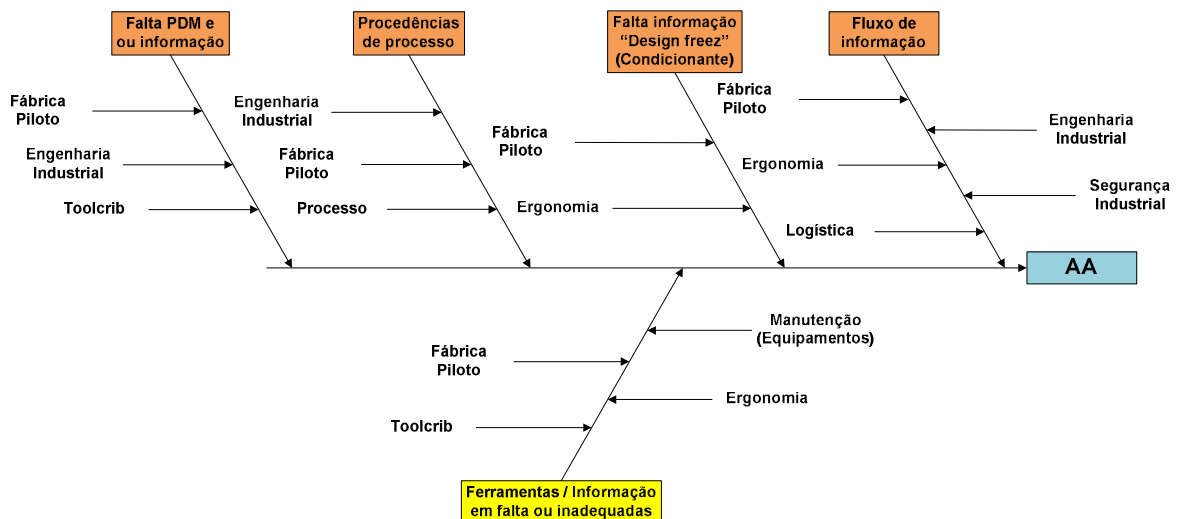 Falta PDM e
ou informação
Procedências
de processo
Falta informação
“Design freez”
(Condicionante)
Fluxo de
informação
Fábrica
Piloto
Engenharia
Industrial
Toolcrib
Engenharia
Industrial
Fábrica
Piloto
Processo
Fábrica
Piloto
Ergonomia
Fábrica
Piloto
Engenharia
Industrial
Ergonomia
Segurança
Industrial
Logística
AA
Manutenção
(Equipamentos)
Fábrica
Piloto
Ergonomia
Toolcrib
Ferramentas / Informação
em falta ou inadequadas